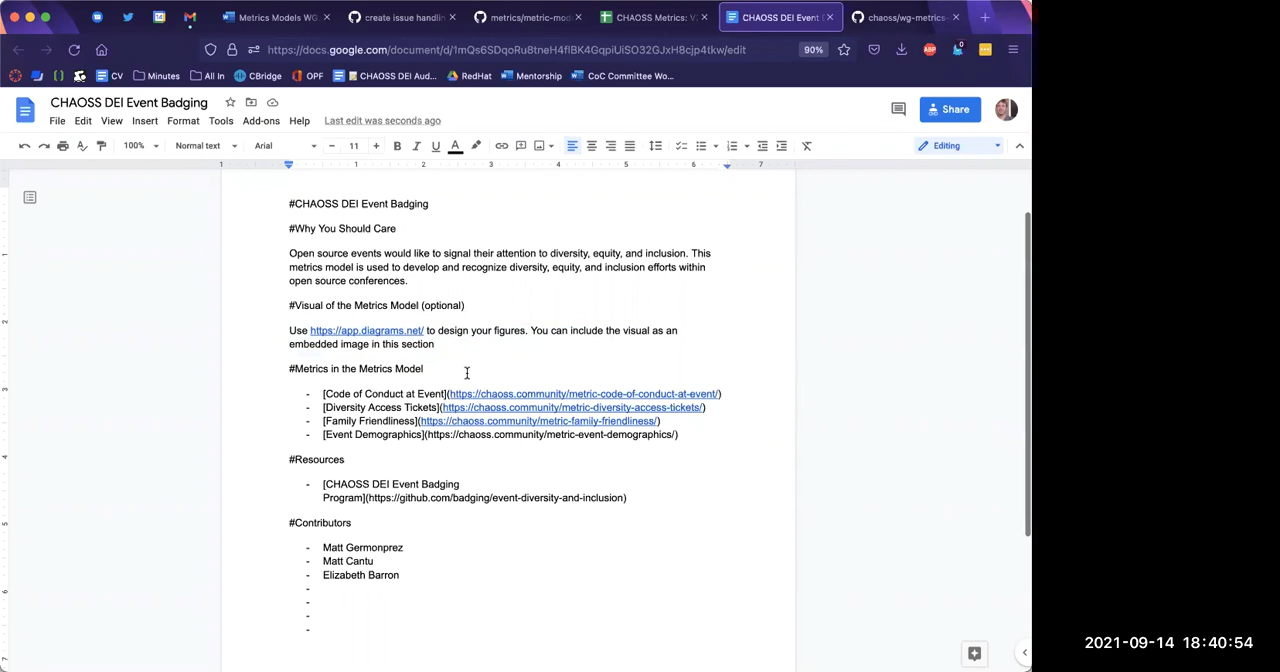 Metrics Models WG
create issue handlin
metrics/metric-mod
CHAOSS Metrics: V
CHAOSS DEI Event
chaoss/wg-metrics
https://docs.google.com/document/d/1mQs6SDqoRu8tneH4flBK4GqpiUiSO32GJxH8cjp4tkw/edit
90%
CV
Minutes
All In
CBridge
OPF
CHAOSS DEI Aud...
RedHat
Mentorship
CoC Committee Wo...
CHAOSS DEI Event Badging
File Edit View Insert Format Tools Add-ons Help Last edit was seconds ago
Share
100% Normal text Arial 11 Editing
1 1 2 3 4 5 6 7
#CHAOSS DEI Event Badging
#Why You Should Care
Open source events would like to signal their attention to diversity, equity, and inclusion. This
metrics model is used to develop and recognize diversity, equity, and inclusion efforts within
open source conferences.
#Visual of the Metrics Model (optional)
Use https://app.diagrams.net/ to design your figures. You can include the visual as an
embedded image in this section
#Metrics in the Metrics Model
- [Code of Conduct at Event](https://chaoss.community/metric-code-of-conduct-at-event/)
- [Diversity Access Tickets](https://chaoss.community/metric-diversity-access-tickets/)
- [Family Friendliness](https://chaoss.community/metric-family-friendliness/)
- [Event Demographics](https://chaoss.community/metric-event-demographics/)
#Resources
- [CHAOSS DEI Event Badging
Program](https://github.com/badging/event-diversity-and-inclusion)
#Contributors
- Matt Germonprez
- Matt Cantu
- Elizabeth Barron
-
-
-
-
2021-09-14 18:40:54